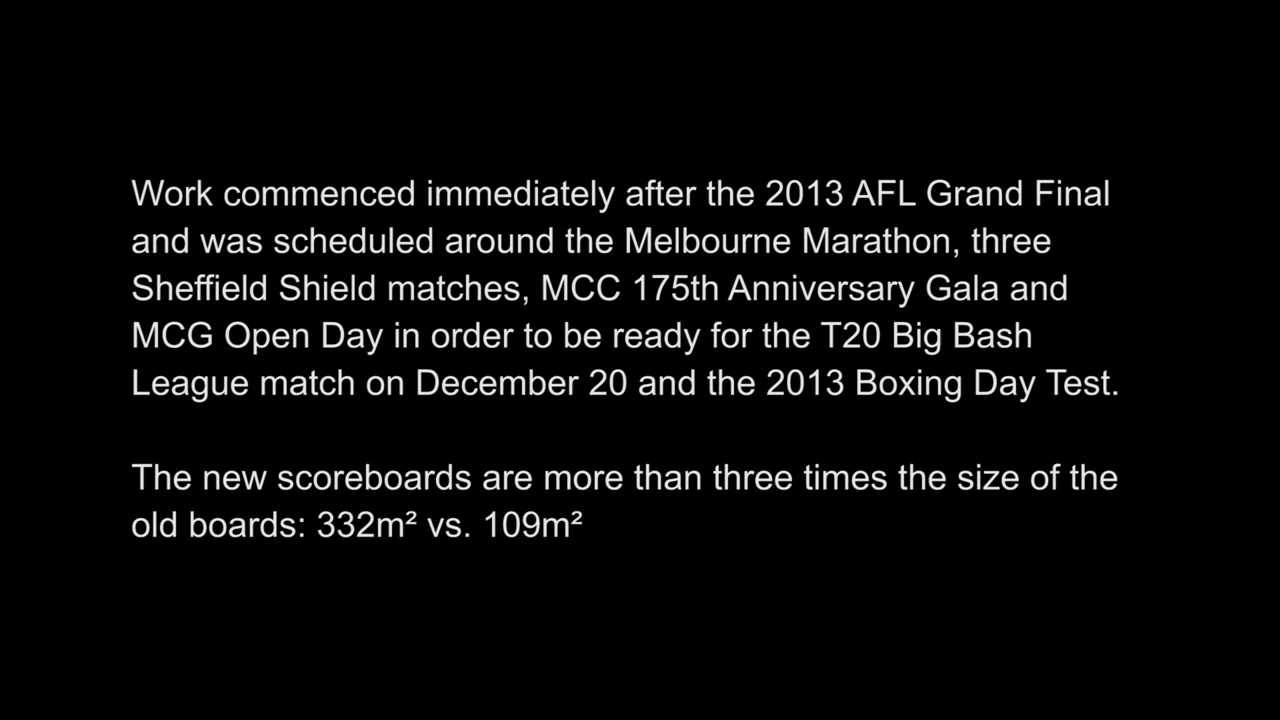 Work commenced immediately after the 2013 AFL Grand Final
and was scheduled around the Melbourne Marathon, three
Sheffield Shield matches, MCC 175th Anniversary Gala and
MCG Open Day in order to be ready for the T20 Big Bash
League match on December 20 and the 2013 Boxing Day Test.
The new scoreboards are more than three times the size of the
old boards: 332m² vs. 109m²